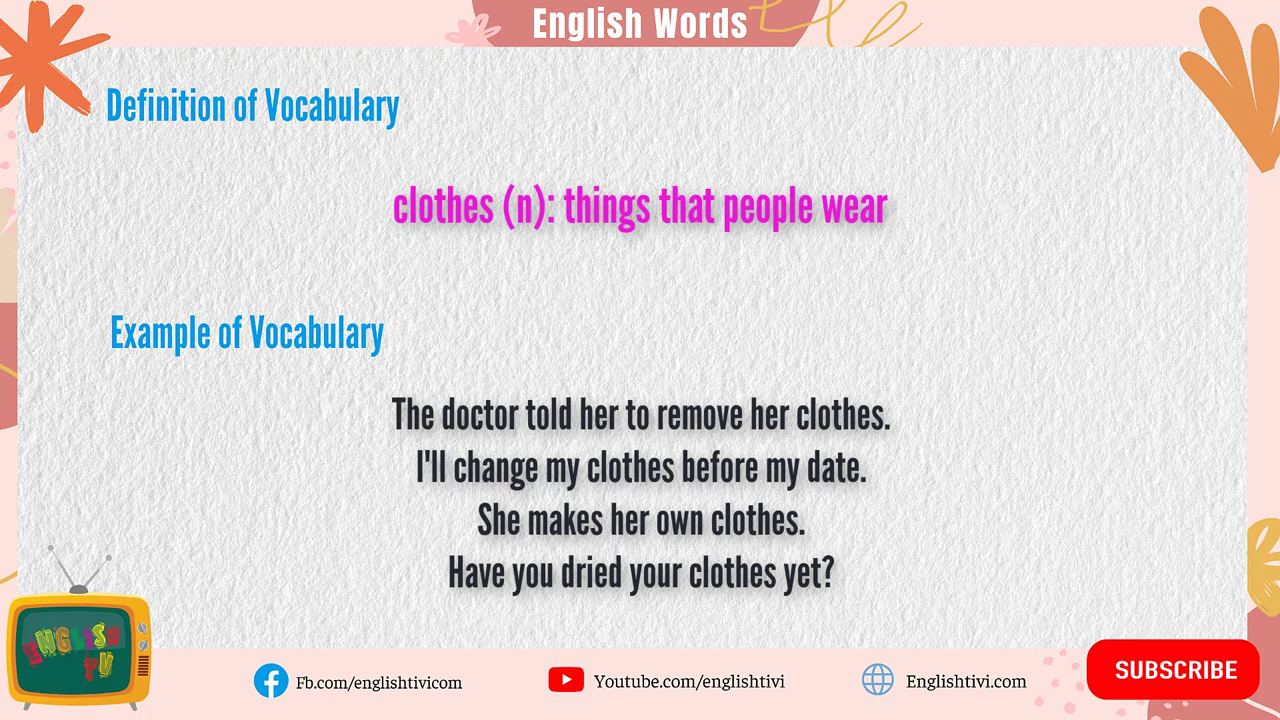 English Words
Definition of Vocabulary
clothes (n): things that people wear
Example of Vocabulary
The doctor told her to remove her clothes.
I'll change my clothes before my date.
She makes her own clothes.
Have you dried your clothes yet?
ENGLISH
TV
Fb.com/englishtivicom
Youtube.com/englishtivi
Englishtivi.com
SUBSCRIBE